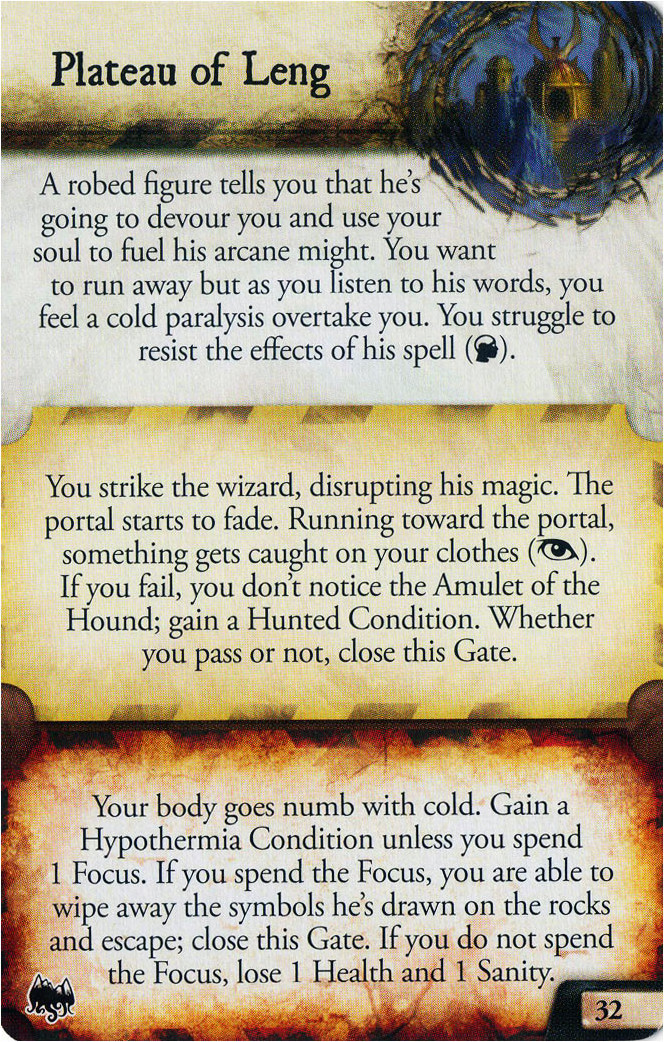 Plateau of Leng
A robed figure tells you that he's
going to devour you and use your
soul to fuel his arcane might. You want
to run away but as you listen to his words, you
feel a cold paralysis overtake you. You struggle to
resist the effects of his spell ( ).
You strike the wizard, disrupting his magic. The
portal starts to fade. Running toward the portal,
something gets caught on your clothes ( ).
If you fail, you don't notice the Amulet of the
Hound; gain a Hunted Condition. Whether
you pass or not, close this Gate.
Your body goes numb with cold. Gain a
Hypothermia Condition unless you spend
1 Focus. If you spend the Focus, you are able to
wipe away the symbols he's drawn on the rocks
and escape; close this Gate. If you do not spend
the Focus, lose 1 Health and 1 Sanity.
32